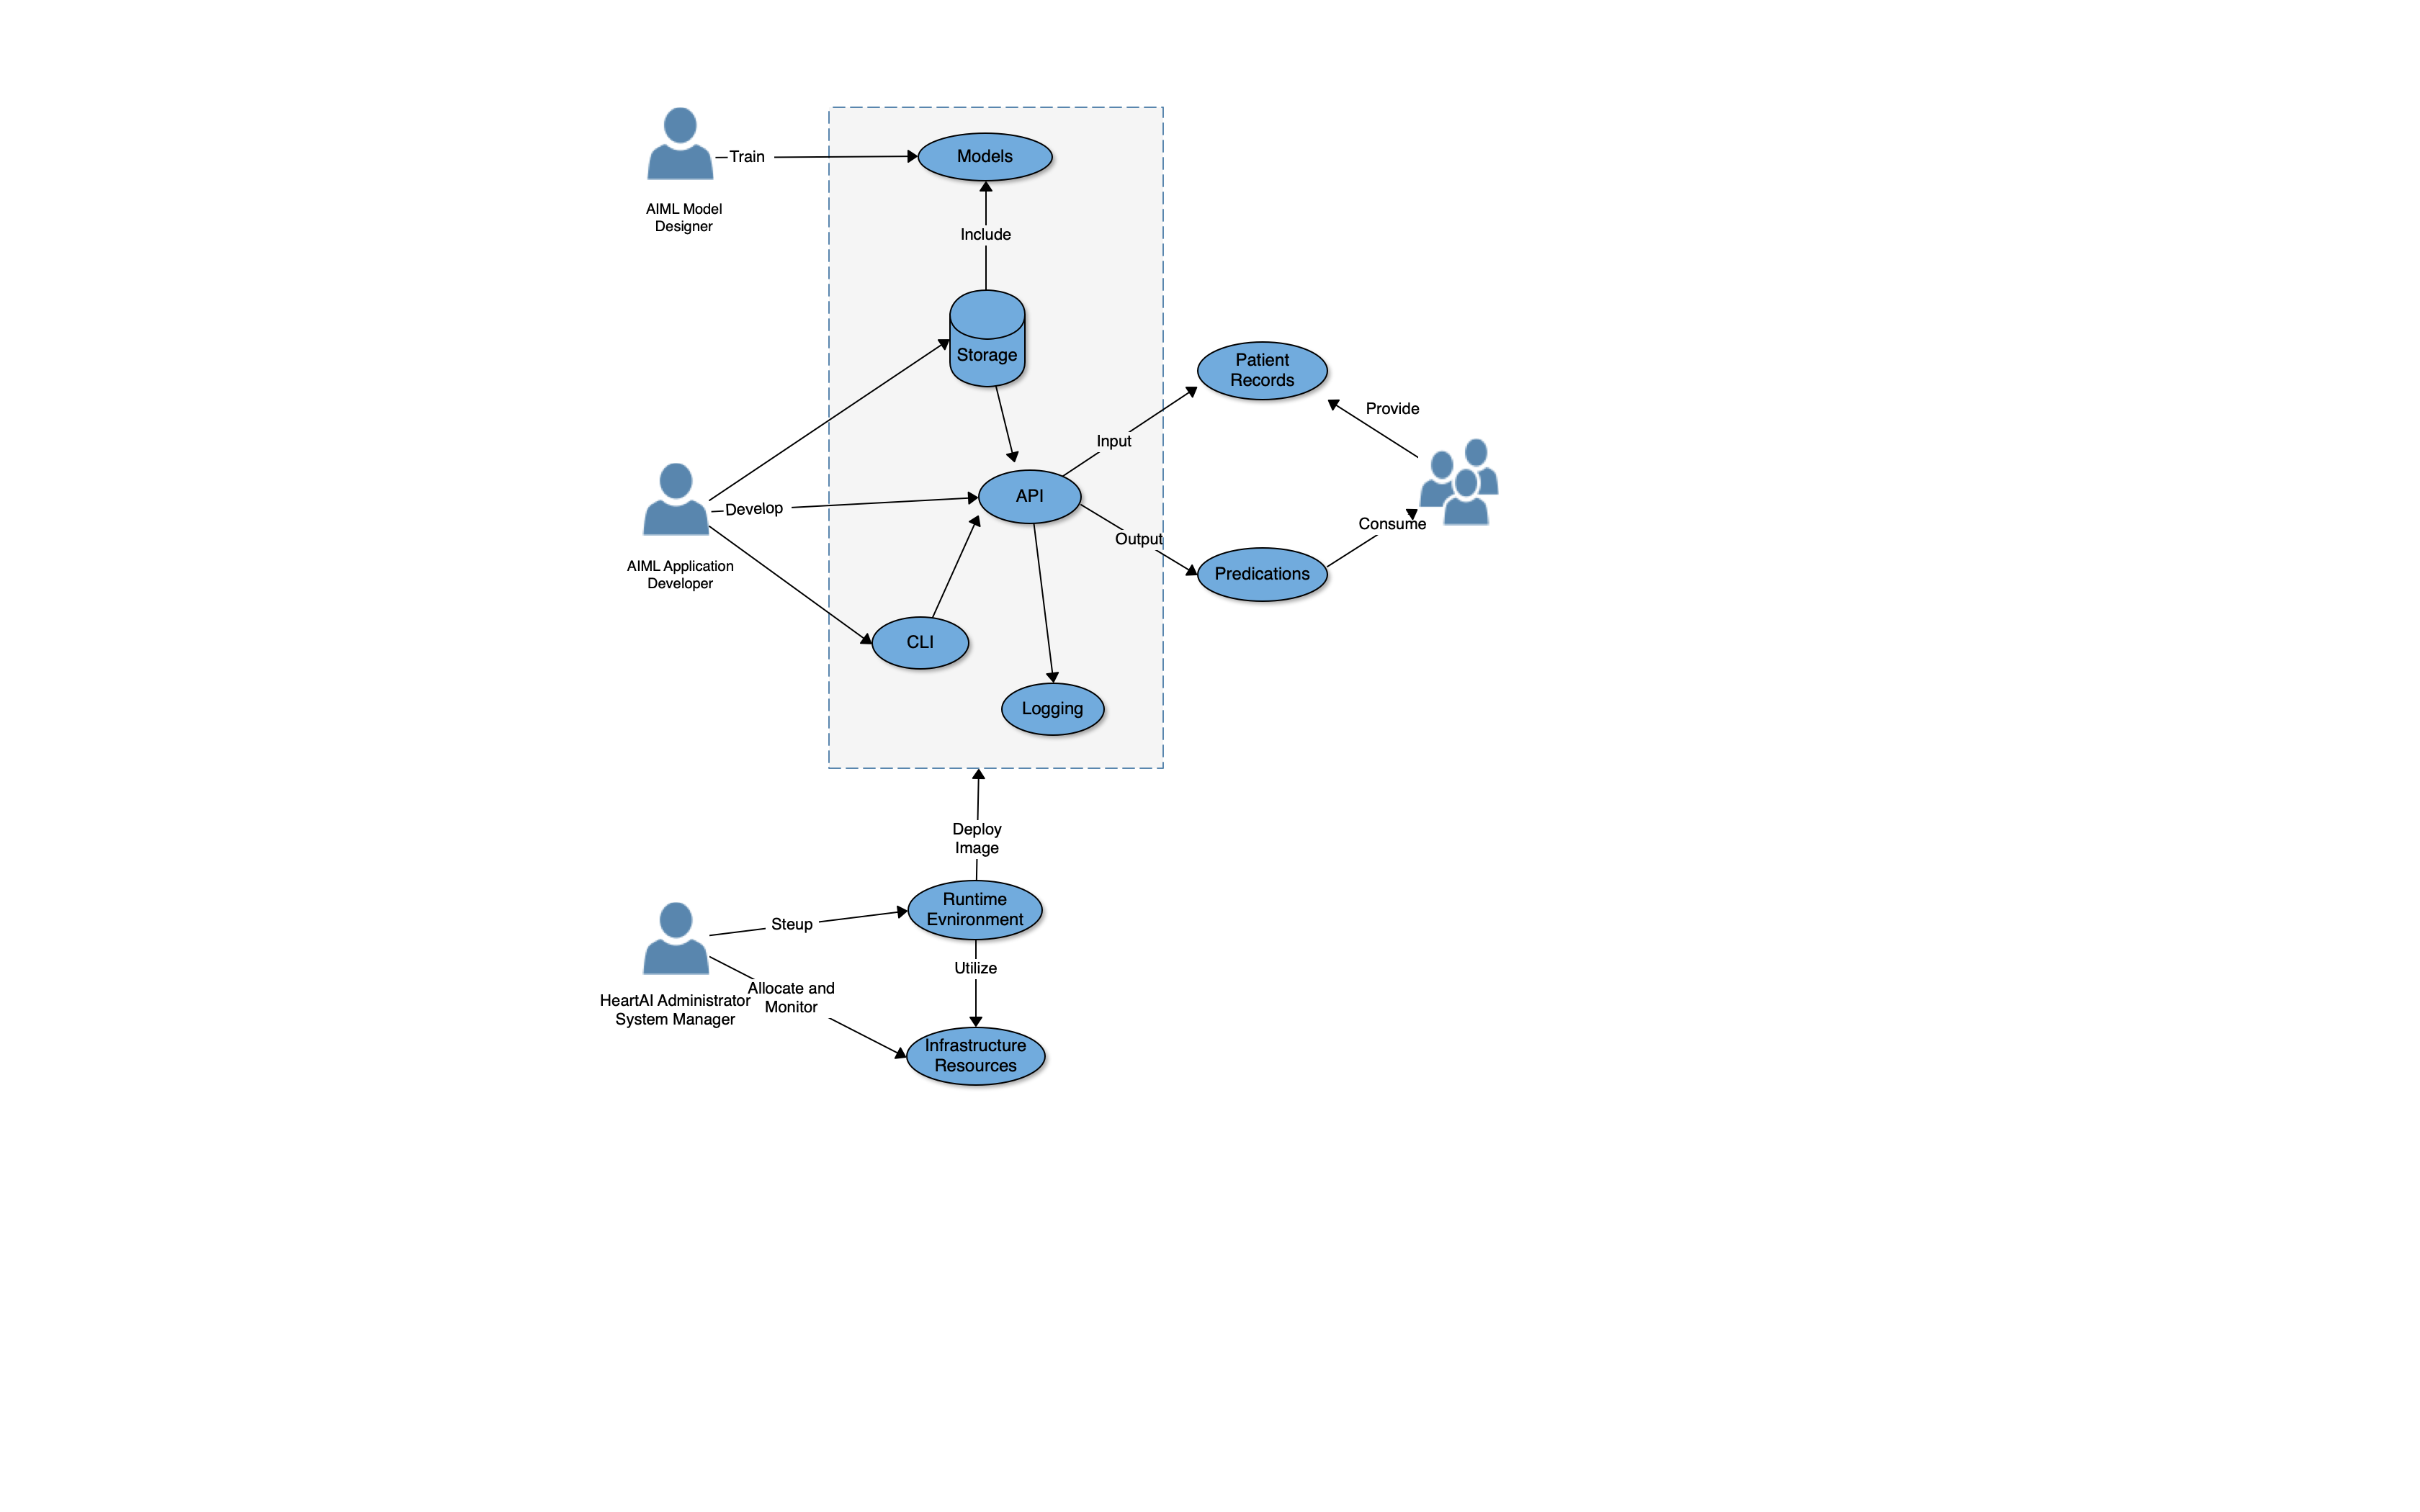 Train
Models
AIML Model
Designer
Include
Storage
Patient
Records
Provide
Input
API
Develop
Consume
Output
AIML Application
Developer
Predications
CLI
Logging
Deploy
Image
Runtime
Evnironment
Steup
Utilize
Allocate and
Monitor
HeartAI Administrator
System Manager
Infrastructure
Resources